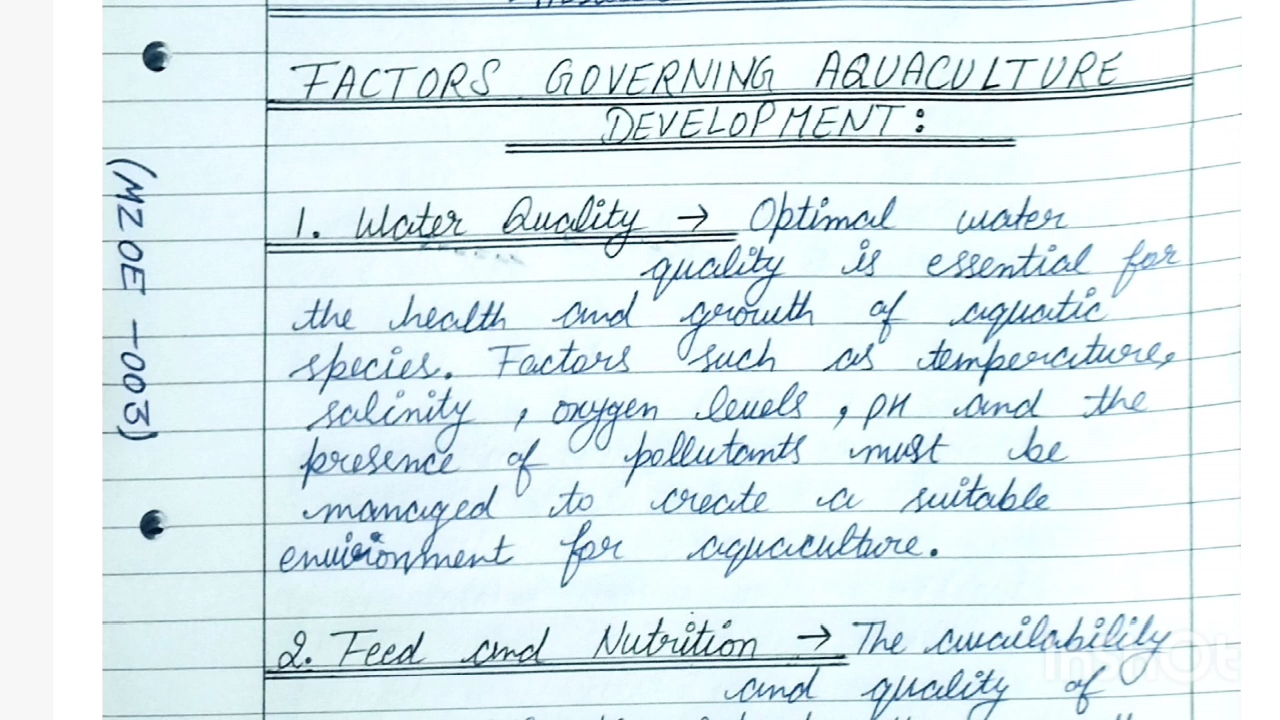 FACTORS GOVERNING AQUACULTURE
DEVELOPMENT:
1. Water Quality → Optimal water
quality is essential for
the health and growth of aquatic
species. Factors such as temperature,
salinity, oxygen levels, PH and the
presence of pollutants must be
managed to create a suitable
environment for aquaculture.
2. Feed and Nutrition → The availability
and quality of
(MZOE -003)
InShOt